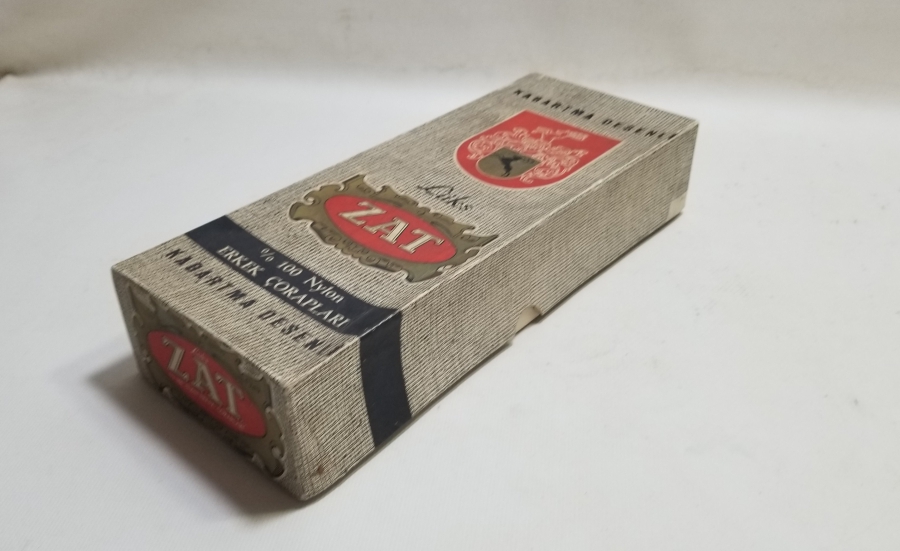 KABARTMA DESENLİ
Lüks
ZAT
% 100 Nylon
ERKEK ÇORAPLARI
KABARTMA DESENLİ
ZAT